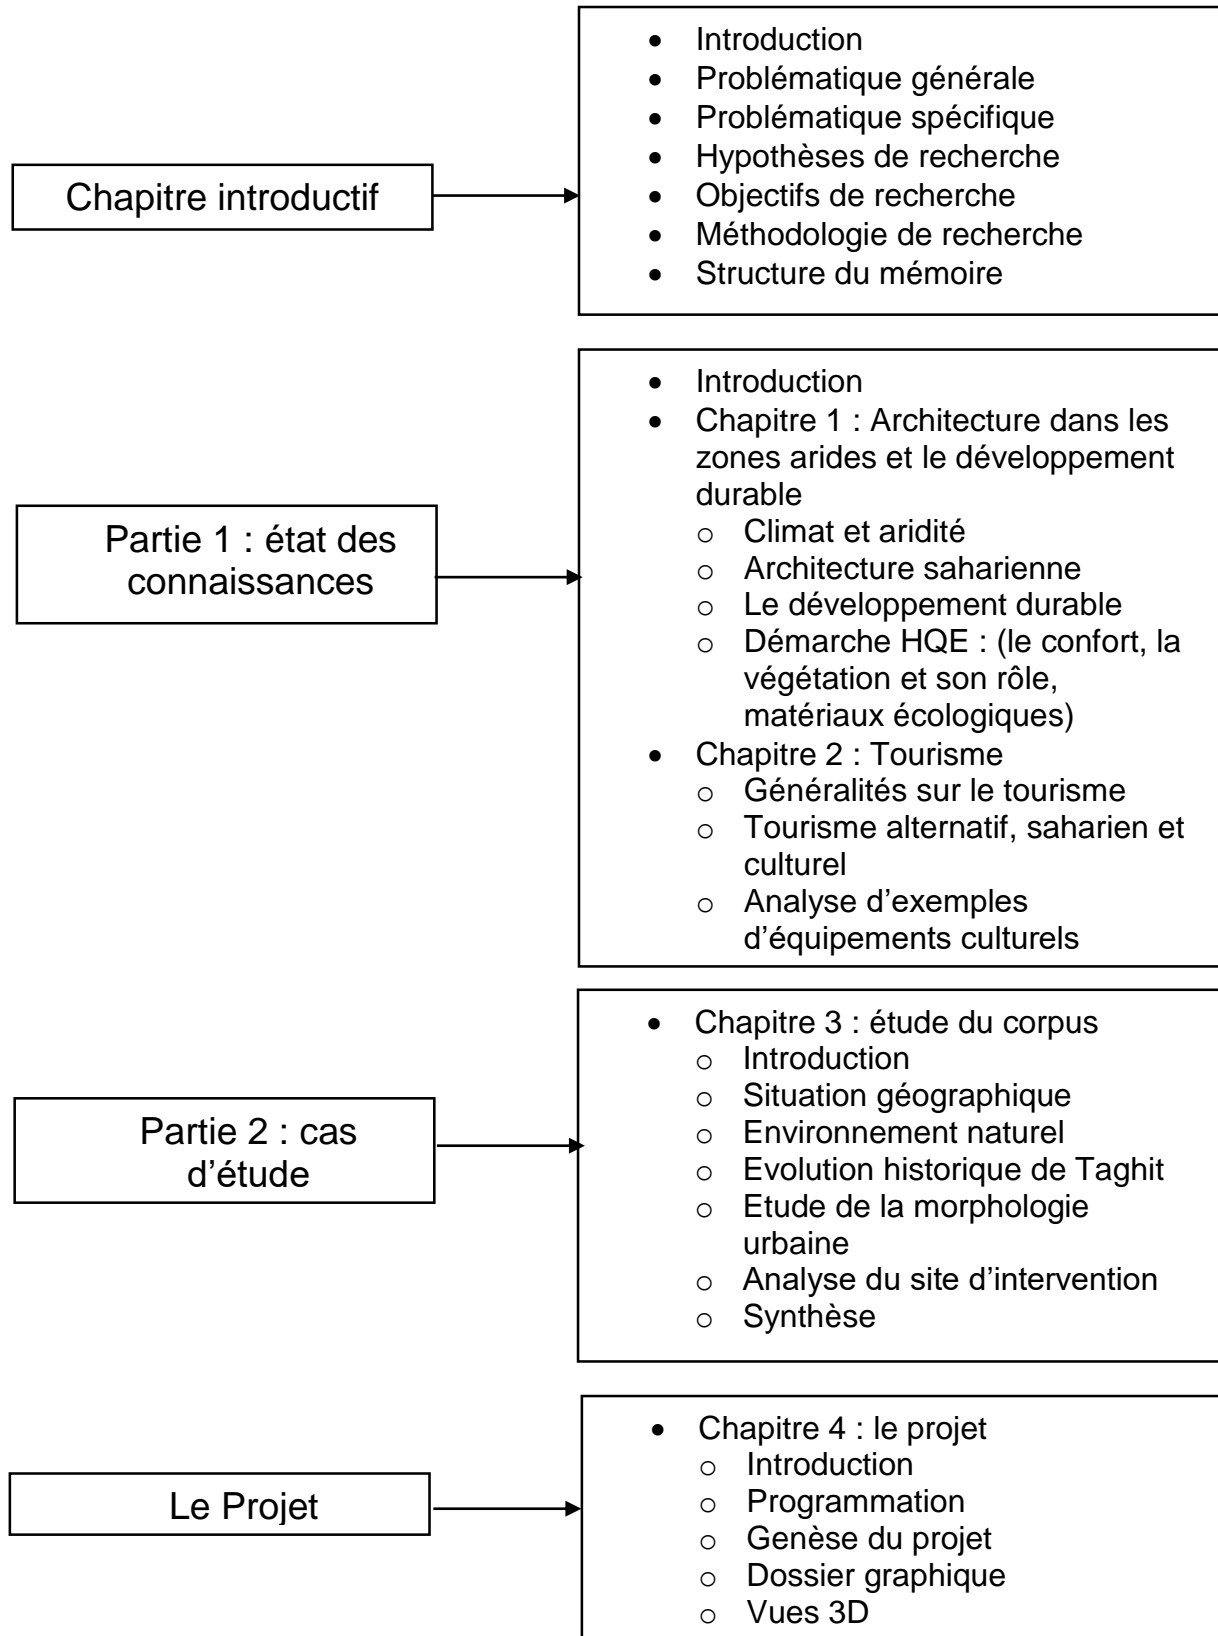 Chapitre introductif
• Introduction
• Problématique générale
• Problématique spécifique
• Hypothèses de recherche
• Objectifs de recherche
• Méthodologie de recherche
• Structure du mémoire
Partie 1 : état des
connaissances
• Introduction
• Chapitre 1 : Architecture dans les
zones arides et le développement
durable
o Climat et aridité
o Architecture saharienne
o Le développement durable
o Démarche HQE : (le confort, la
végétation et son rôle,
matériaux écologiques)
• Chapitre 2 : Tourisme
o Généralités sur le tourisme
o Tourisme alternatif, saharien et
culturel
o Analyse d’exemples
d’équipements culturels
Partie 2 : cas
d’étude
• Chapitre 3 : étude du corpus
o Introduction
o Situation géographique
o Environnement naturel
o Evolution historique de Taghit
o Etude de la morphologie
urbaine
o Analyse du site d’intervention
o Synthèse
Le Projet
• Chapitre 4 : le projet
o Introduction
o Programmation
o Genèse du projet
o Dossier graphique
o Vues 3D